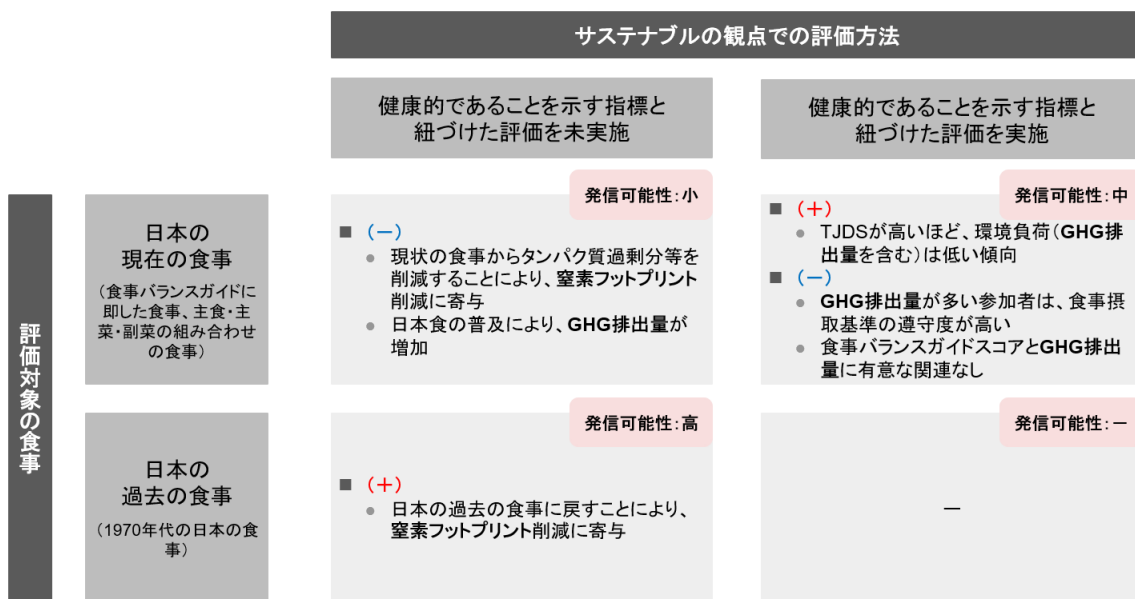 サステナブルの観点での評価方法
健康的であることを示す指標と
紐づけた評価を未実施
健康的であることを示す指標と
紐づけた評価を実施
評価対象の食事
日本の
現在の食事
（食事バランスガイドに
即した食事、主食・主
菜・副菜の組み合わせ
の食事）
発信可能性：小
■ （－）
● 現状の食事からタンパク質過剰分等を
削減することにより、窒素フットプリント
削減に寄与
● 日本食の普及により、GHG排出量が
増加
発信可能性：中
■ （＋）
● TJDSが高いほど、環境負荷（GHG排
出量を含む）は低い傾向
■ （－）
● GHG排出量が多い参加者は、食事摂
取基準の遵守度が高い
● 食事バランスガイドスコアとGHG排出
量に有意な関連なし
日本の
過去の食事
（1970年代の日本の食
事）
発信可能性：高
■ （＋）
● 日本の過去の食事に戻すことにより、
窒素フットプリント削減に寄与
発信可能性：－
－